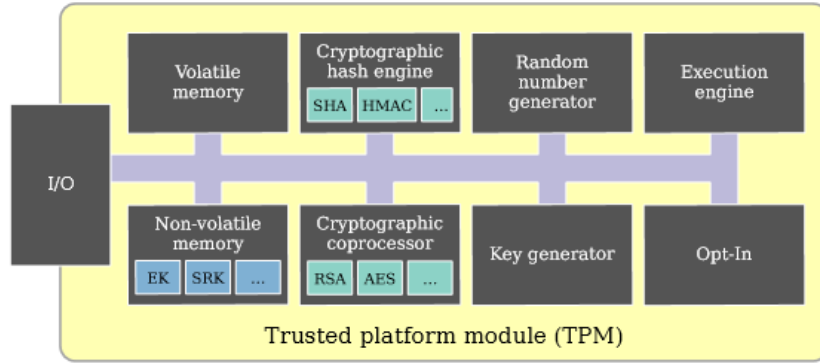 Volatile
memory
Cryptographic
hash engine
SHA HMAC ...
Random
number
generator
Execution
engine
I/O
Non-volatile
memory
EK SRK ...
Cryptographic
coprocessor
RSA AES ...
Key generator
Opt-In
Trusted platform module (TPM)